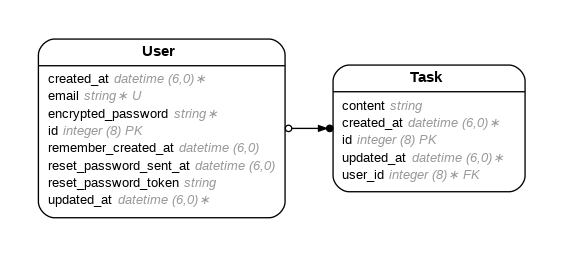 User
created_at datetime (6,0)∗
email string∗ U
encrypted_password string∗
id integer (8) PK
remember_created_at datetime (6,0)
reset_password_sent_at datetime (6,0)
reset_password_token string
updated_at datetime (6,0)∗
Task
content string
created_at datetime (6,0)∗
id integer (8) PK
updated_at datetime (6,0)∗
user_id integer (8)∗ FK